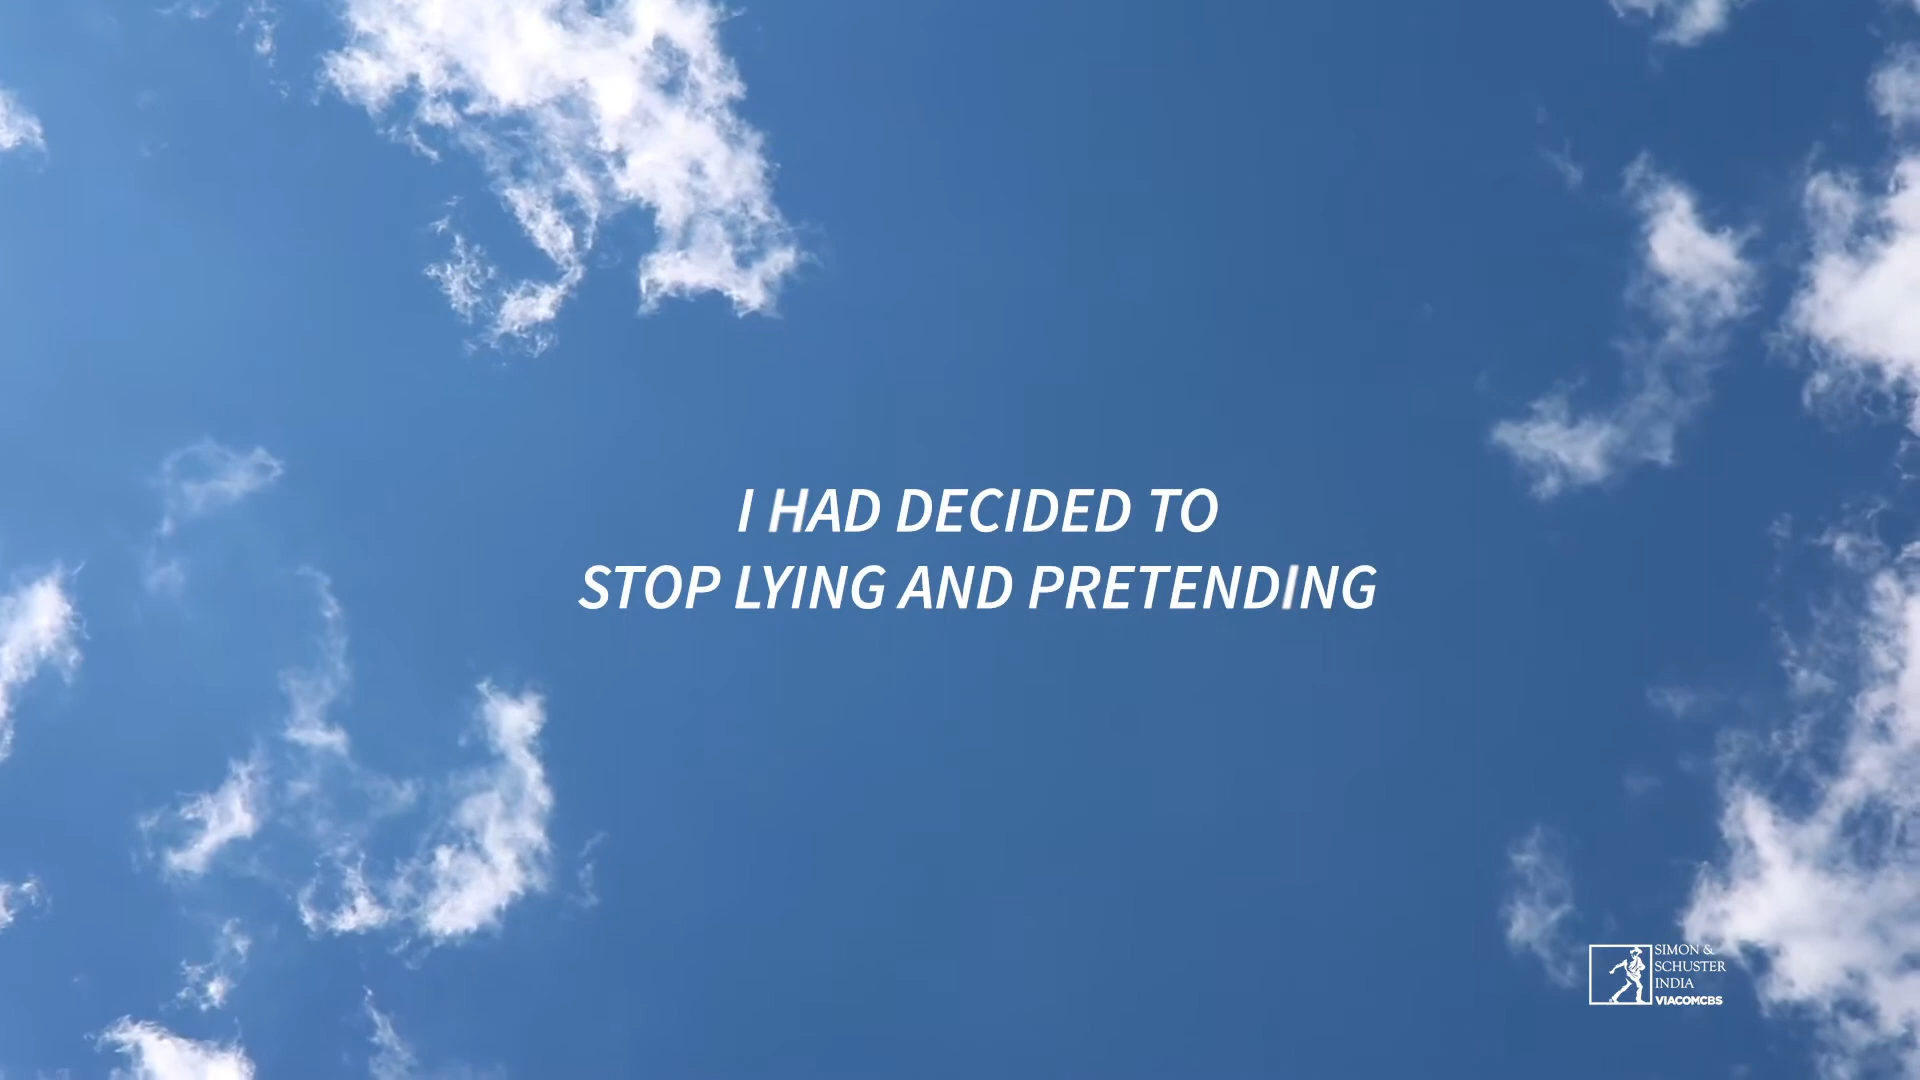 I HAD DECIDED TO
STOP LYING AND PRETENDING
SIMON &
SCHUSTER
INDIA
VIACOMCBS